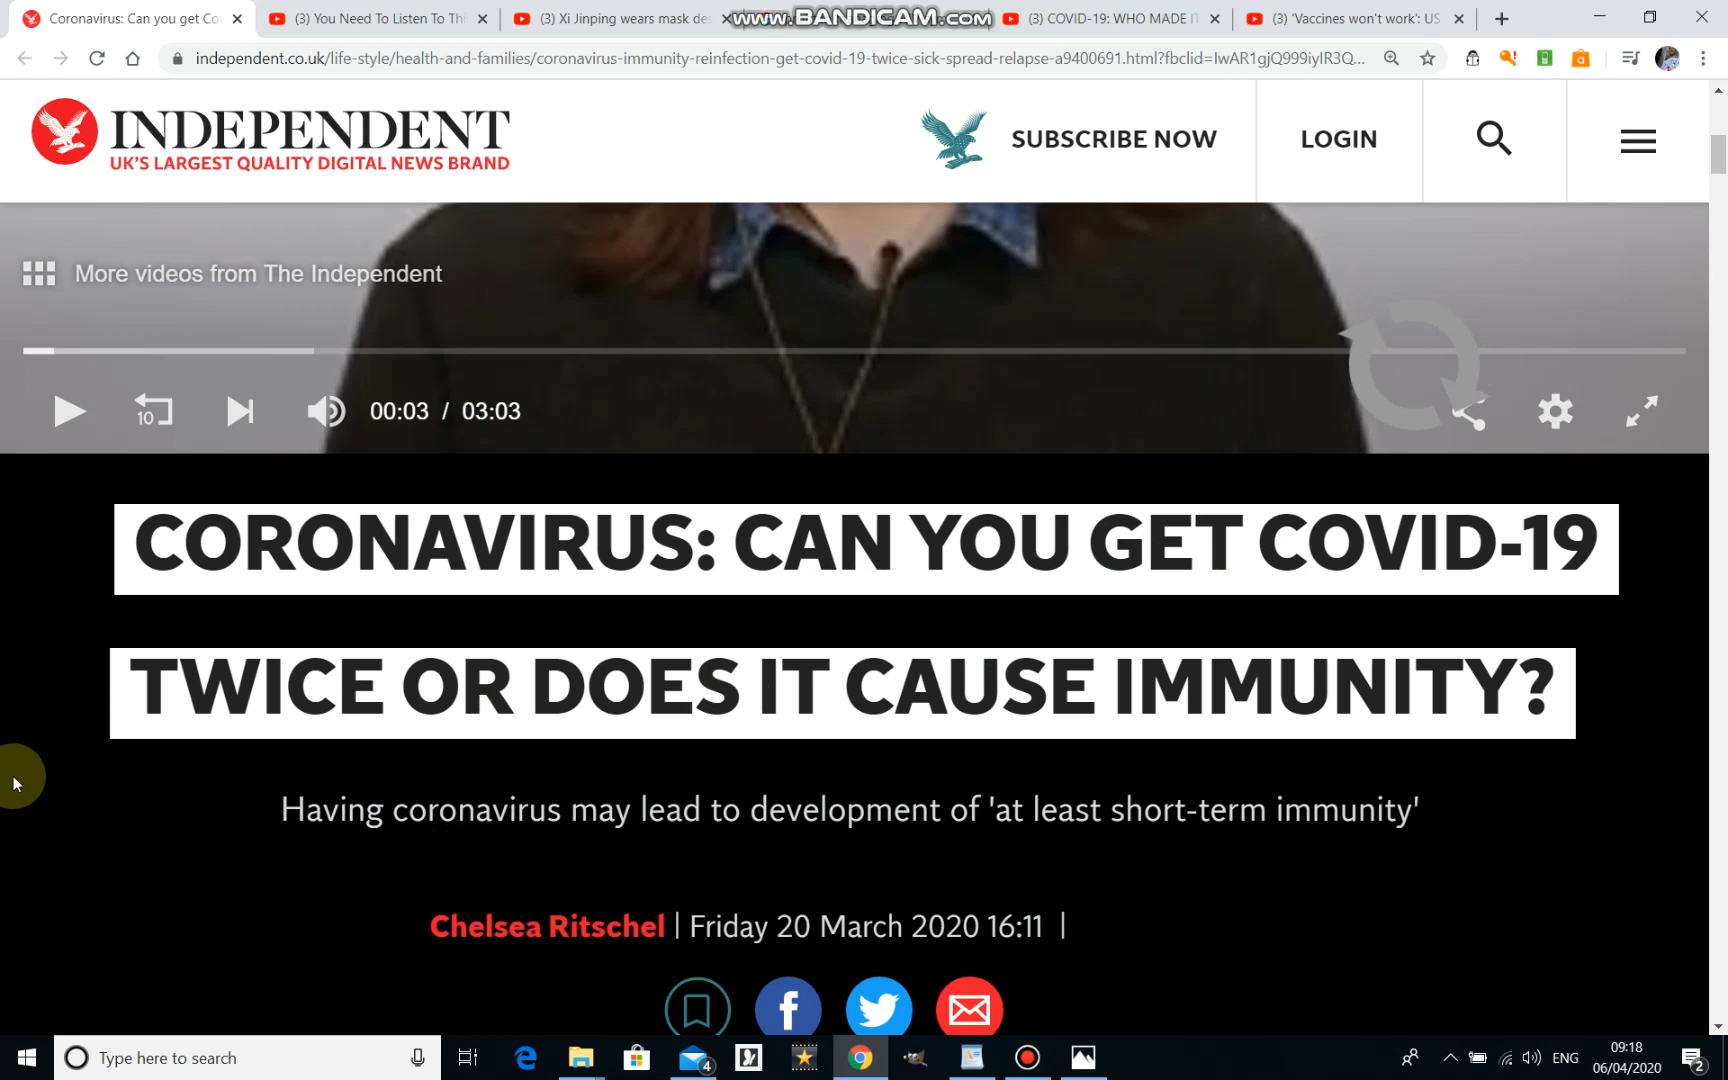 Coronavirus: Can you get Co
(3) You Need To Listen To Thi
(3) Xi Jinping wears mask des
www.BANDICAM.com
(3) COVID-19: WHO MADE IT
(3) 'Vaccines won't work': US
independent.co.uk/life-style/health-and-families/coronavirus-immunity-reinfection-get-covid-19-twice-sick-spread-relapse-a9400691.html?fbclid=IwAR1gjQ999iyIR3Q...
INDEPENDENT
UK'S LARGEST QUALITY DIGITAL NEWS BRAND
SUBSCRIBE NOW
LOGIN
More videos from The Independent
10
00:03 / 03:03
CORONAVIRUS: CAN YOU GET COVID-19
TWICE OR DOES IT CAUSE IMMUNITY?
Having coronavirus may lead to development of 'at least short-term immunity'
Chelsea Ritschel | Friday 20 March 2020 16:11 |
Type here to search
4
ENG
09:18
06/04/2020
2